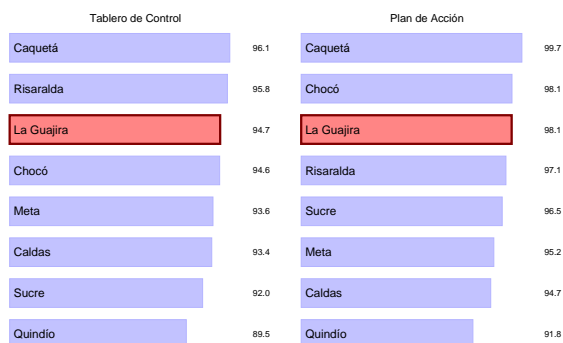 Tablero de Control
Caquetá 96.1
Risaralda 95.8
La Guajira 94.7
Chocó 94.6
Meta 93.6
Caldas 93.4
Sucre 92.0
Quindío 89.5
Plan de Acción
Caquetá 99.7
Chocó 98.1
La Guajira 98.1
Risaralda 97.1
Sucre 96.5
Meta 95.2
Caldas 94.7
Quindío 91.8